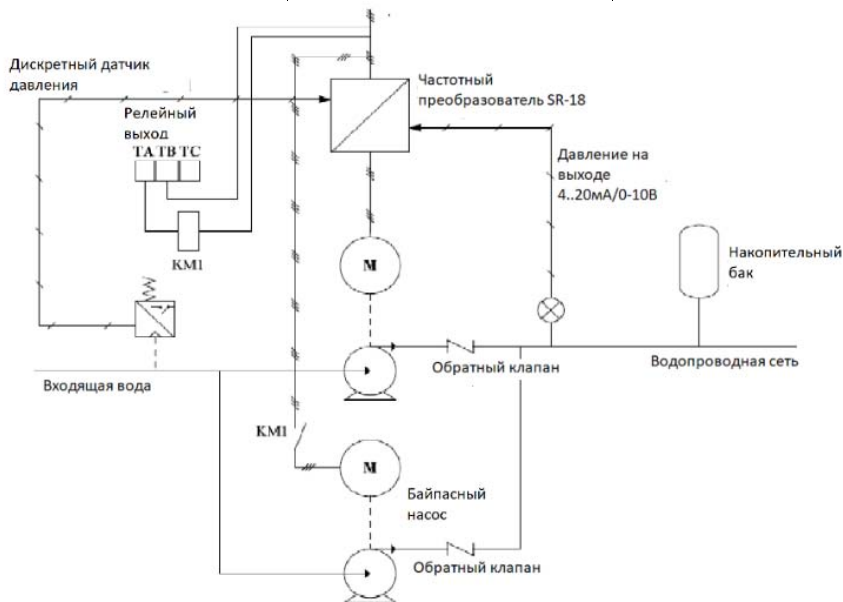 Дискретный датчик
давления
Частотный
преобразователь SR-18
Релейный
выход
TA TB TC
KM1
Давление на
выходе
4..20мА/0-10В
M
Накопительный
бак
Обратный клапан
Водопроводная сеть
Входящая вода
KM1
M
Байпасный
насос
Обратный клапан